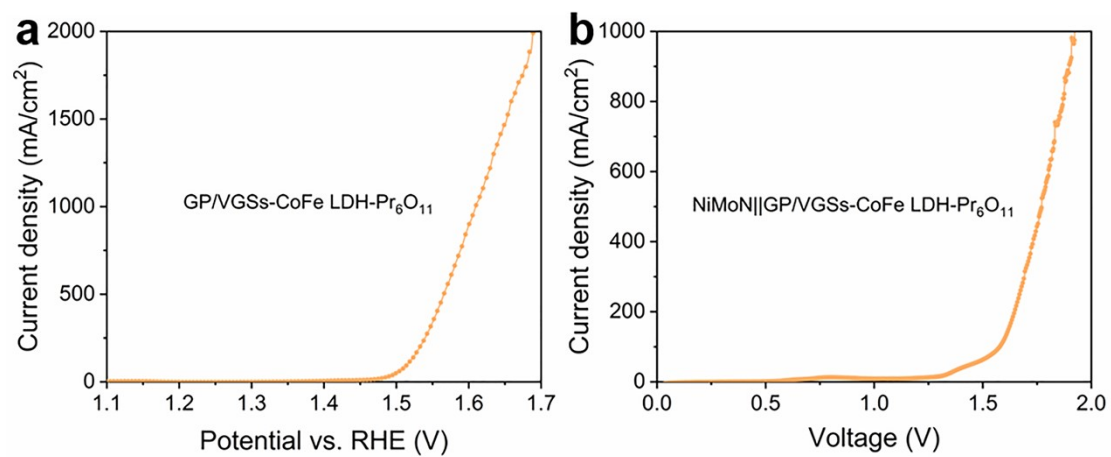 a
Current density (mA/cm²)
2000
1500
1000
500
0
GP/VGSs-CoFe LDH-Pr₆O₁₁
1.1 1.2 1.3 1.4 1.5 1.6 1.7
Potential vs. RHE (V)
b
Current density (mA/cm²)
1000
800
600
400
200
0
NiMoN||GP/VGSs-CoFe LDH-Pr₆O₁₁
0.0 0.5 1.0 1.5 2.0
Voltage (V)